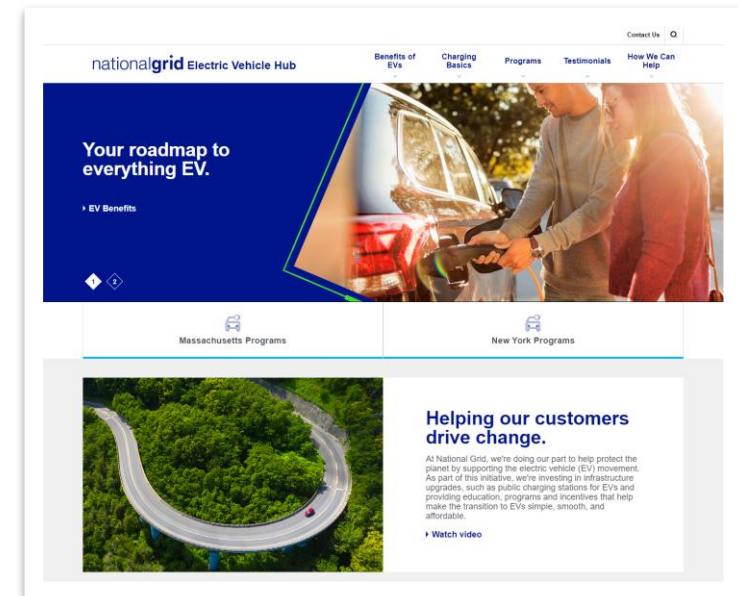 Contact Us
nationalgrid Electric Vehicle Hub
Benefits of
EVs
Charging
Basics
Programs
Testimonials
How We Can
Help
Your roadmap to
everything EV.
EV Benefits
1 2
Massachusetts Programs
New York Programs
Helping our customers
drive change.
At National Grid, we're doing our part to help protect the
planet by supporting the electric vehicle (EV) movement.
As part of this initiative, we're investing in infrastructure
upgrades, such as public charging stations for EVs and
providing education, programs and incentives that help
make the transition to EVs simple, smooth, and
affordable.
Watch video